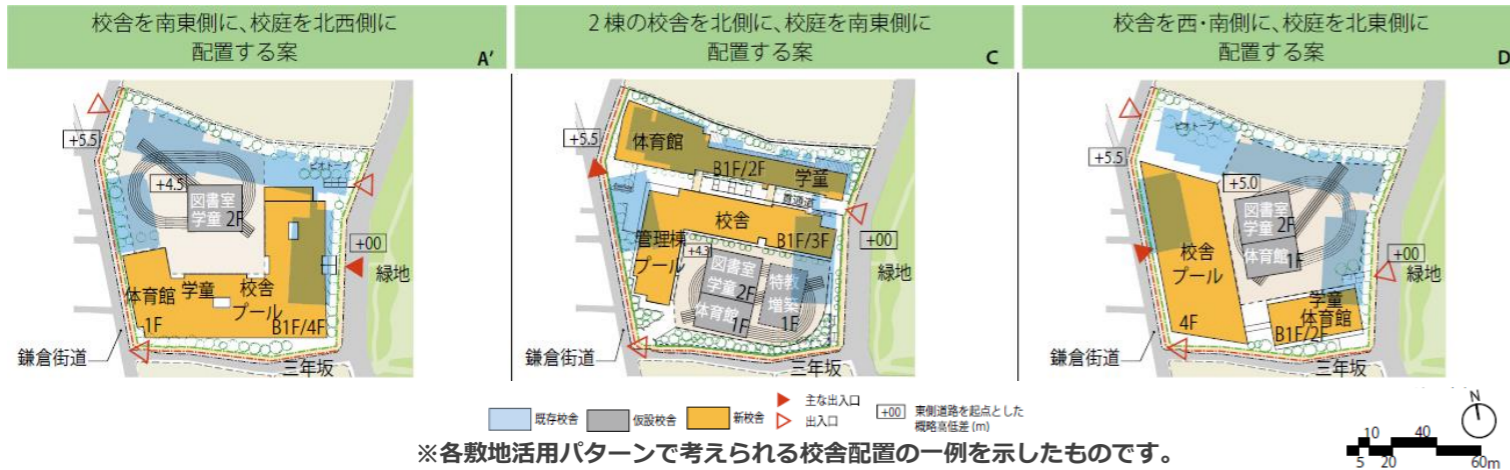 校舎を南東側に、校庭を北西側に
配置する案
A’
2棟の校舎を北側に、校庭を南東側に
配置する案
C
校舎を西・南側に、校庭を北東側に
配置する案
D
+5.5
ビオトープ
+4.5
図書室
学童 2F
+00
緑地
体育館
学童
校舎
プール
1F
B1F/4F
鎌倉街道
三年坂
+5.5
体育館
B1F/2F
学童
校舎
B1F/3F
+00
緑地
管理棟
プール
+4.3
図書室
学童 2F
体育館
1F
特教
増築
1F
鎌倉街道
三年坂
ビオトープ
+5.5
+5.0
図書室
学童 2F
体育館
1F
+00
緑地
校舎
プール
4F
学童
体育館
B1F/2F
鎌倉街道
三年坂
既存校舎
仮設校舎
新校舎
主な出入口
出入口
+00
東側道路を起点とした
概略高低差 (m)
※各敷地活用パターンで考えられる校舎配置の一例を示したものです。
N
10 40
5 20 60m